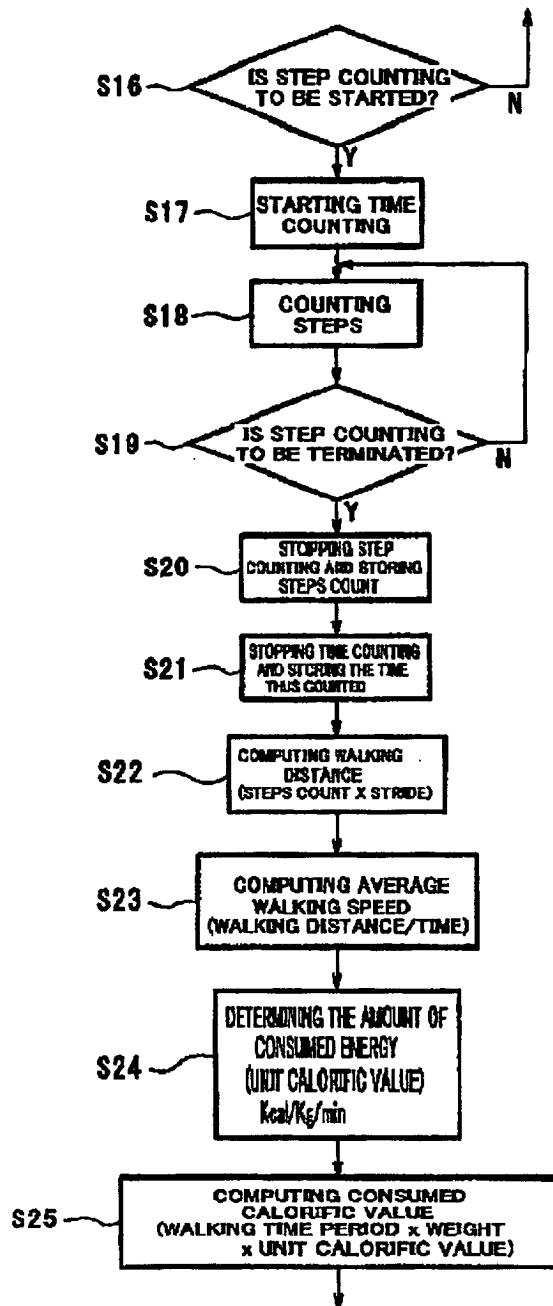 S16
IS STEP COUNTING
TO BE STARTED?
N
Y
S17
STARTING TIME
COUNTING
S18
COUNTING
STEPS
S19
IS STEP COUNTING
TO BE TERMINATED?
N
Y
S20
STOPPING STEP
COUNTING AND STORING
STEPS COUNT
S21
STOPPING TIME COUNTING
AND STORING THE TIME
THUS COUNTED
S22
COMPUTING WALKING
DISTANCE
(STEPS COUNT X STRIDE)
S23
COMPUTING AVERAGE
WALKING SPEED
(WALKING DISTANCE/TIME)
S24
DETERMINING THE AMOUNT OF
CONSUMED ENERGY
(UNIT CALORIFIC VALUE)
Kcal/Kg/min
S25
COMPUTING CONSUMED
CALORIFIC VALUE
(WALKING TIME PERIOD x WEIGHT
x UNIT CALORIFIC VALUE)